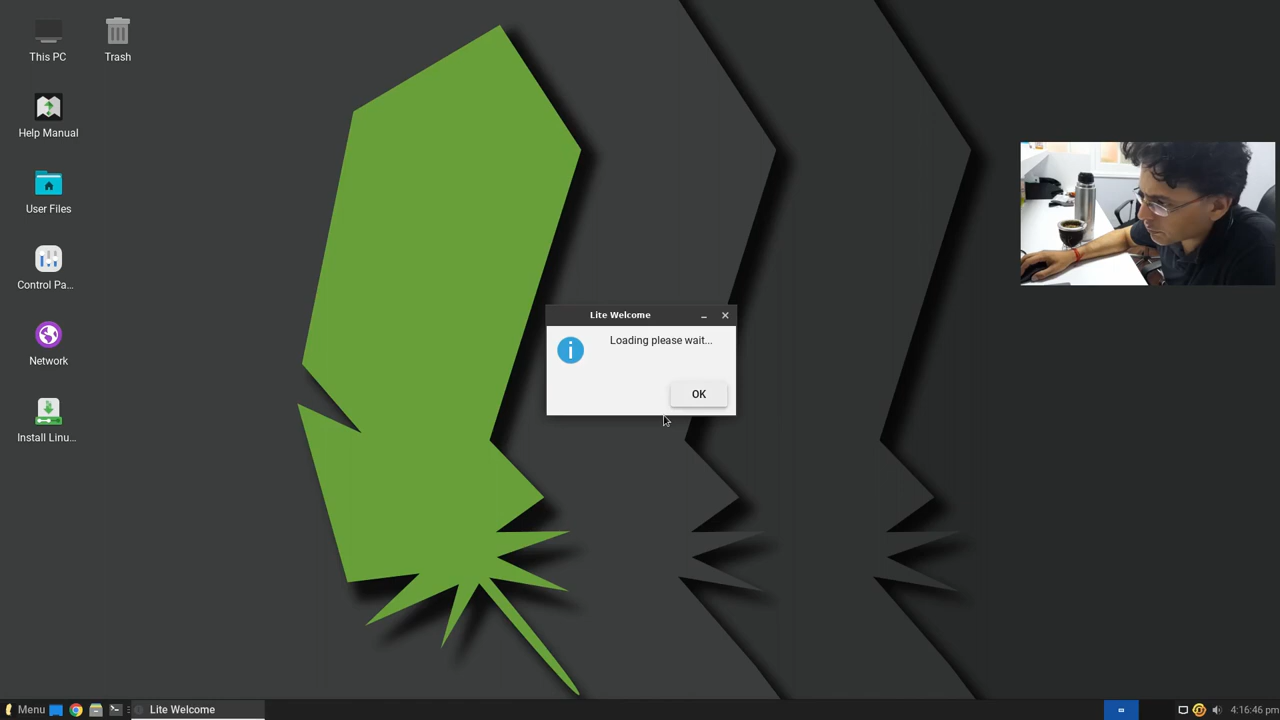 This PC
Trash
Help Manual
User Files
Control Pa...
Network
Install Linu...
Lite Welcome
Loading please wait...
OK
Menu
Lite Welcome
4:16:46 pm